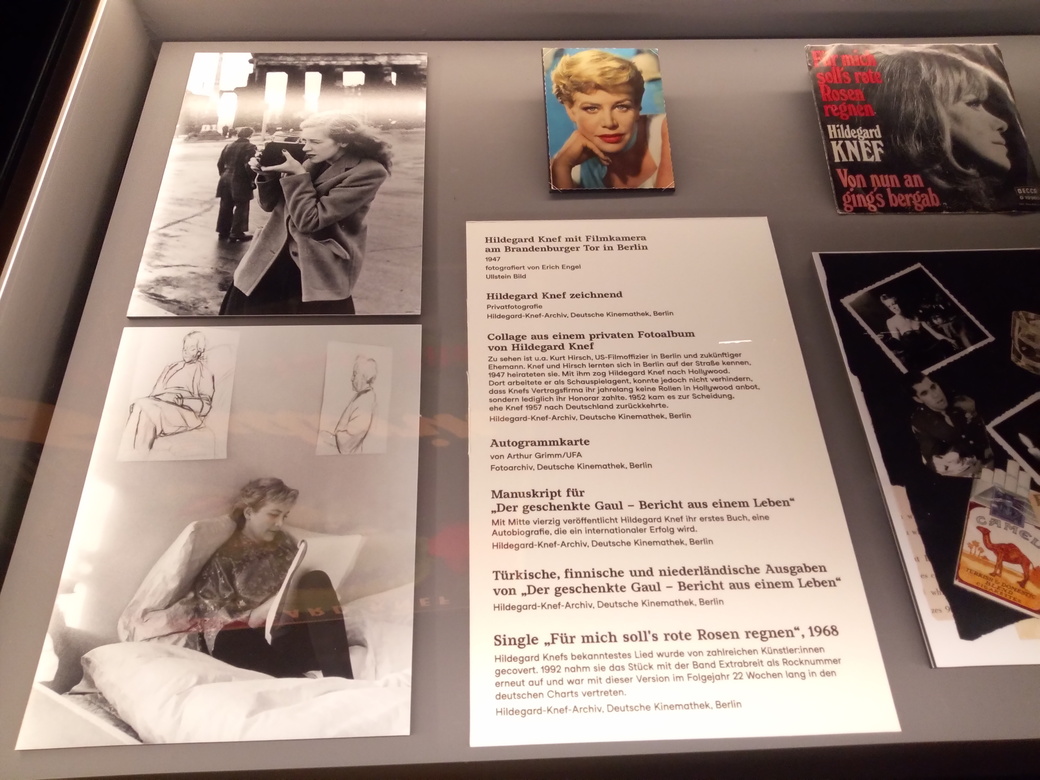 Für mich
soll's rote
Rosen
regnen
Hildegard
KNEF
Von nun an
ging's bergab
DECCA
Hildegard Knef mit Filmkamera
am Brandenburger Tor in Berlin
1947
fotografiert von Erich Engel
Ullstein Bild
Hildegard Knef zeichnend
Privatfotografie
Hildegard-Knef-Archiv, Deutsche Kinemathek, Berlin
Collage aus einem privaten Fotoalbum
von Hildegard Knef
Zu sehen ist u.a. Kurt Hirsch, US-Filmoffizier in Berlin und zukünftiger
Ehemann. Knef und Hirsch lernten sich in Berlin auf der Straße kennen,
1947 heirateten sie. Mit ihm zog Hildegard Knef nach Hollywood.
Dort arbeitete er als Schauspielagent, konnte jedoch nicht verhindern,
dass Knefs Vertragsfirma ihr jahrelang keine Rollen in Hollywood anbot,
sondern lediglich ihr Honorar zahlte. 1952 kam es zur Scheidung,
ehe Knef 1957 nach Deutschland zurückkehrte.
Hildegard-Knef-Archiv, Deutsche Kinemathek, Berlin
Autogrammkarte
von Arthur Grimm/UFA
Fotoarchiv, Deutsche Kinemathek, Berlin
Manuskript für
„Der geschenkte Gaul – Bericht aus einem Leben“
Mit Mitte vierzig veröffentlicht Hildegard Knef ihr erstes Buch, eine
Autobiografie, die ein internationaler Erfolg wird.
Hildegard-Knef-Archiv, Deutsche Kinemathek, Berlin
Türkische, finnische und niederländische Ausgaben
von „Der geschenkte Gaul – Bericht aus einem Leben“
Hildegard-Knef-Archiv, Deutsche Kinemathek, Berlin
Single „Für mich soll's rote Rosen regnen“, 1968
Hildegard Knefs bekanntestes Lied wurde von zahlreichen Künstler:innen
gecovert. 1992 nahm sie das Stück mit der Band Extrabreit als Rocknummer
erneut auf und war mit dieser Version im Folgejahr 22 Wochen lang in den
deutschen Charts vertreten.
Hildegard-Knef-Archiv, Deutsche Kinemathek, Berlin
CAMEL